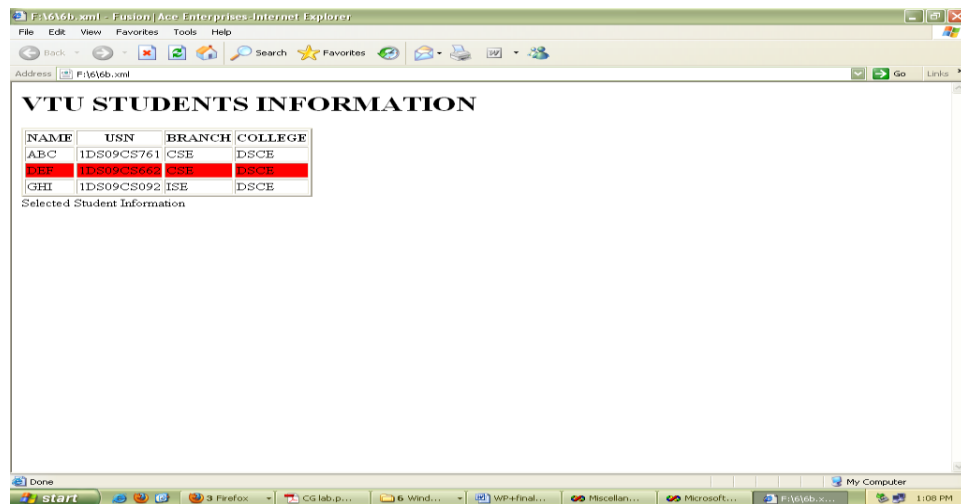 F:\6\6b.xml - Fusion|Ace Enterprises-Internet Explorer
File Edit View Favorites Tools Help
Back Search Favorites
Address F:\6\6b.xml Go Links
VTU STUDENTS INFORMATION
NAME USN BRANCH COLLEGE
ABC 1DS09CS761 CSE DSCE
DEF 1DS09CS662 CSE DSCE
GHI 1DS09CS092 ISE DSCE
Selected Student Information
Done My Computer
start 3 Firefox CG lab.p... 6 Wind... WP+final... Miscellan... Microsoft... F:\6\6b.x... 1:08 PM